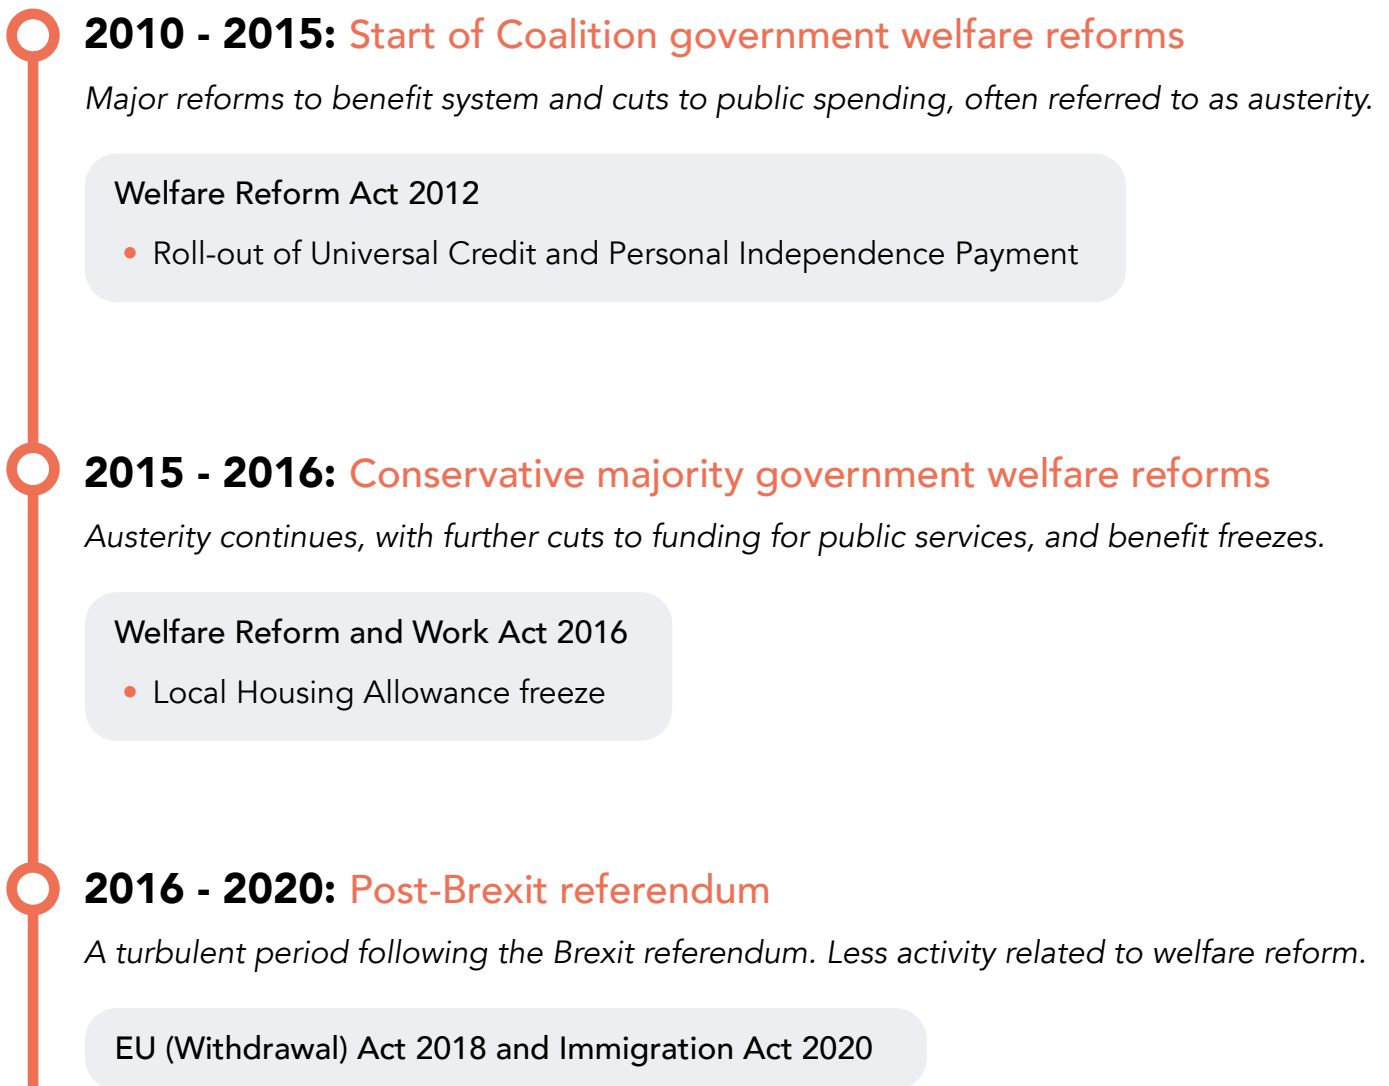 2010 - 2015: Start of Coalition government welfare reforms
Major reforms to benefit system and cuts to public spending, often referred to as austerity.
Welfare Reform Act 2012
• Roll-out of Universal Credit and Personal Independence Payment
2015 - 2016: Conservative majority government welfare reforms
Austerity continues, with further cuts to funding for public services, and benefit freezes.
Welfare Reform and Work Act 2016
• Local Housing Allowance freeze
2016 - 2020: Post-Brexit referendum
A turbulent period following the Brexit referendum. Less activity related to welfare reform.
EU (Withdrawal) Act 2018 and Immigration Act 2020